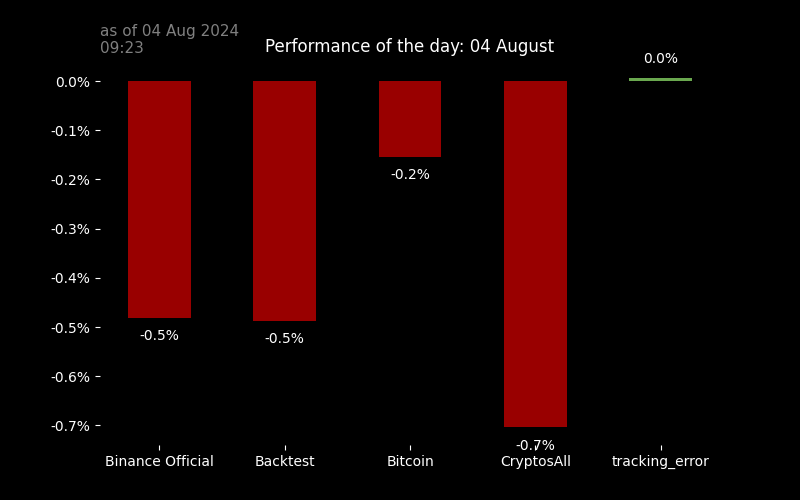 as of 04 Aug 2024
09:23
Performance of the day: 04 August
0.0%
0.0%
-0.1%
-0.2%
-0.3%
-0.4%
-0.5%
-0.6%
-0.7%
-0.5%
-0.5%
-0.2%
-0.7%
Binance Official
Backtest
Bitcoin
CryptosAll
tracking_error